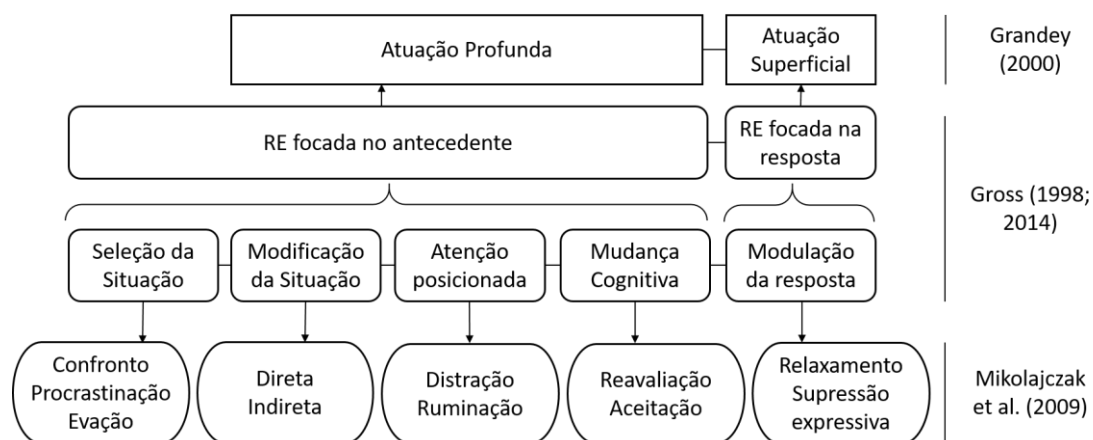 Atuação Profunda
Atuação
Superficial
Grandey
(2000)
RE focada no antecedente
RE focada na
resposta
Gross (1998;
2014)
Seleção da
Situação
Modificação
da Situação
Atenção
posicionada
Mudança
Cognitiva
Modulação
da resposta
Confronto
Procrastinação
Evação
Direta
Indireta
Distração
Ruminação
Reavaliação
Aceitação
Relaxamento
Supressão
expressiva
Mikolajczak
et al. (2009)